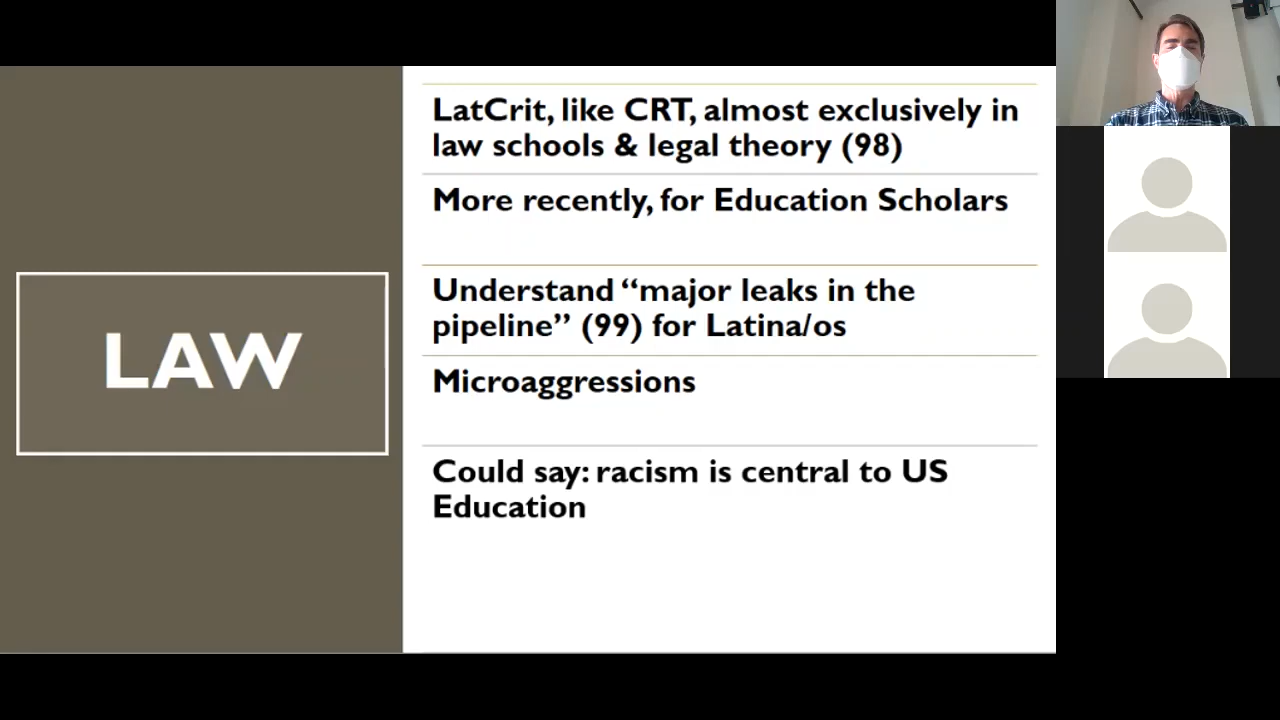 LAW
LatCrit, like CRT, almost exclusively in
law schools & legal theory (98)
More recently, for Education Scholars
Understand “major leaks in the
pipeline” (99) for Latina/os
Microaggressions
Could say: racism is central to US
Education